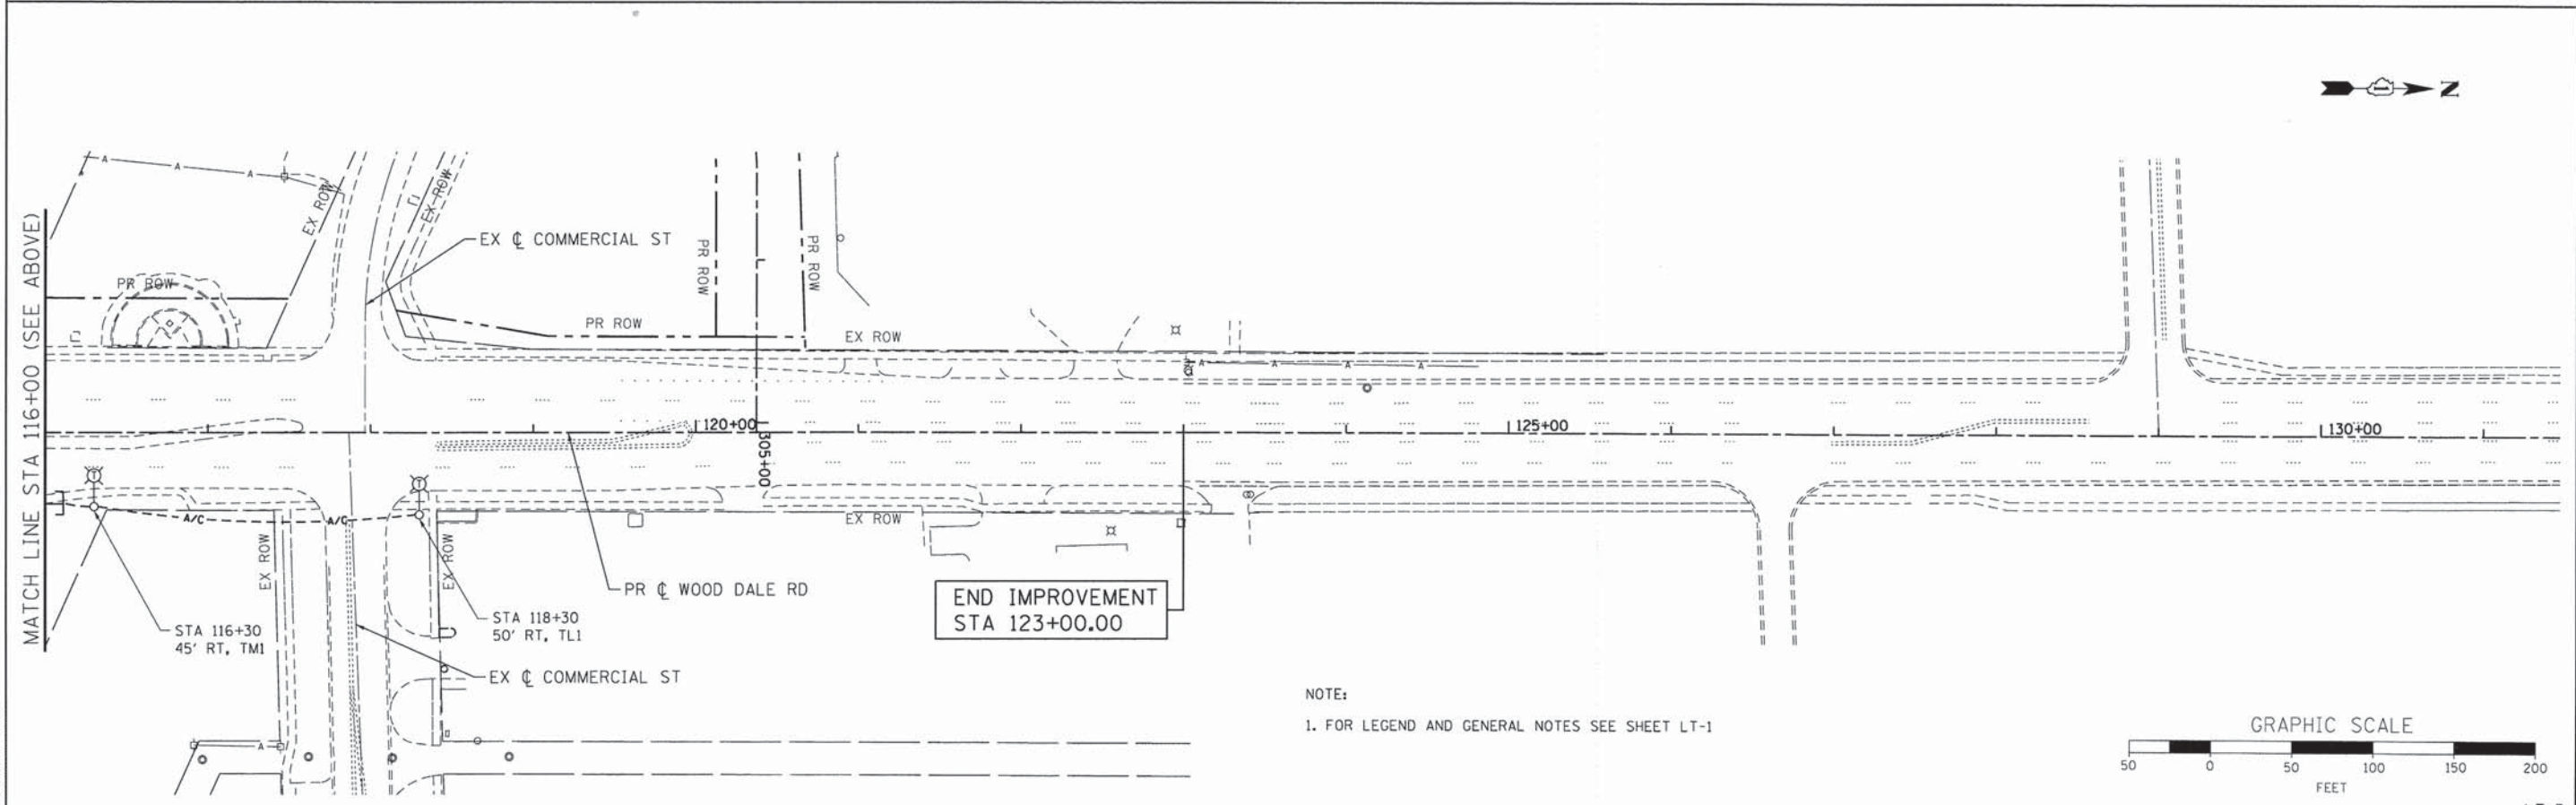 N
MATCH LINE STA 116+00 (SEE ABOVE)
A
A
A
EX ROW
EX ROW
EX ℄ COMMERCIAL ST
PR ROW
PR ROW
PR ROW
PR ROW
EX ROW
A
A
A
A
120+00
305+00
125+00
130+00
T
T
A/C
A/C
EX ROW
EX ROW
EX ROW
PR ℄ WOOD DALE RD
END IMPROVEMENT
STA 123+00.00
STA 116+30
45' RT, TM1
STA 118+30
50' RT, TL1
EX ℄ COMMERCIAL ST
A
NOTE:
1. FOR LEGEND AND GENERAL NOTES SEE SHEET LT-1
GRAPHIC SCALE
50 0 50 100 150 200
FEET